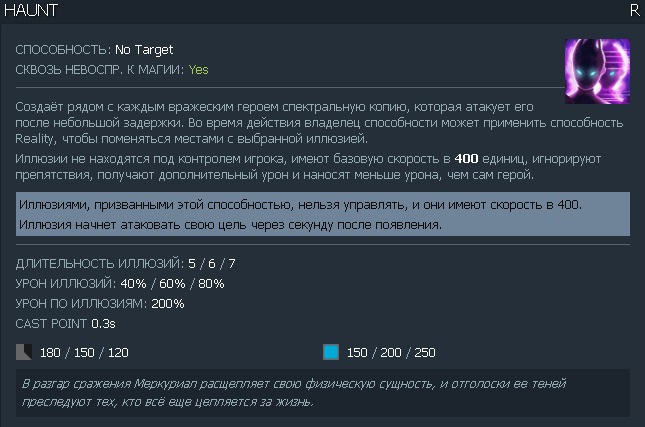 HAUNT R
СПОСОБНОСТЬ: No Target
СКВОЗЬ НЕВОСПР. К МАГИИ: Yes
Создаёт рядом с каждым вражеским героем спектральную копию, которая атакует его
после небольшой задержки. Во время действия владелец способности может применить способность
Reality, чтобы поменяться местами с выбранной иллюзией.
Иллюзии не находятся под контролем игрока, имеют базовую скорость в 400 единиц, игнорируют
препятствия, получают дополнительный урон и наносят меньше урона, чем сам герой.
Иллюзиями, призванными этой способностью, нельзя управлять, и они имеют скорость в 400.
Иллюзия начнет атаковать свою цель через секунду после появления.
ДЛИТЕЛЬНОСТЬ ИЛЛЮЗИЙ: 5 / 6 / 7
УРОН ИЛЛЮЗИЙ: 40% / 60% / 80%
УРОН ПО ИЛЛЮЗИЯМ: 200%
CAST POINT 0.3s
180 / 150 / 120 150 / 200 / 250
В разгар сражения Меркуриал расщепляет свою физическую сущность, и отголоски ее теней
преследуют тех, кто всё еще цепляется за жизнь.